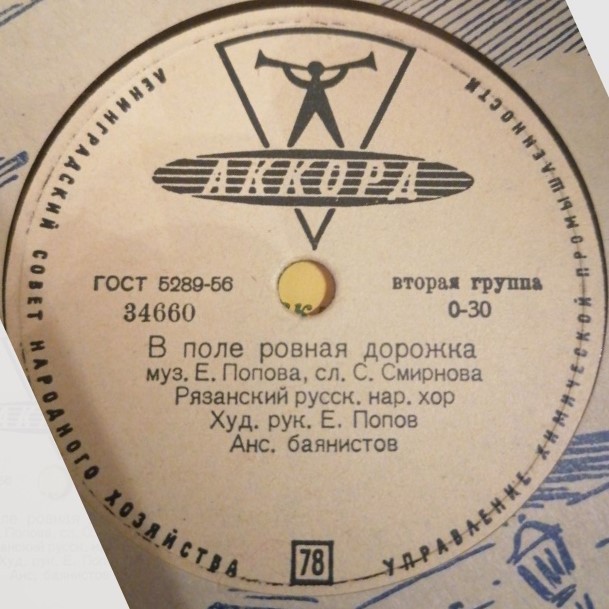 ЛЕНИНГРАДСКИЙ СОВЕТ НАРОДНОГО ХОЗЯЙСТВА
УПРАВЛЕНИЕ ХИМИЧЕСКОЙ ПРОМЫШЛЕННОСТИ
АККОРД
ГОСТ 5289-56
вторая группа
34660
0-30
В поле ровная дорожка
муз. Е. Попова, сл. С. Смирнова
Рязанский русск. нар. хор
Худ. рук. Е. Попов
Анс. баянистов
78